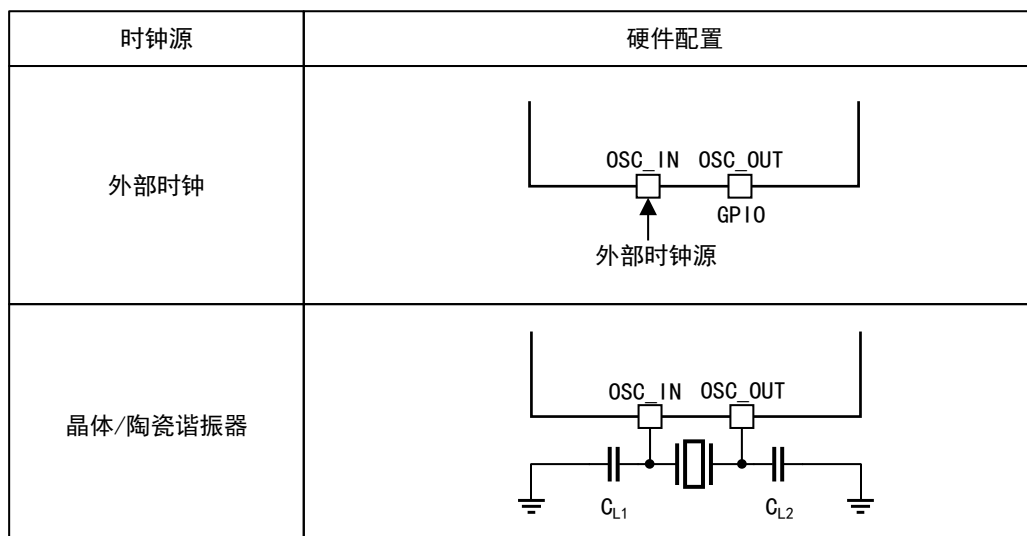 时钟源 硬件配置
外部时钟
OSC_IN OSC_OUT
GPIO
外部时钟源
晶体/陶瓷谐振器
OSC_IN OSC_OUT
CL1 CL2